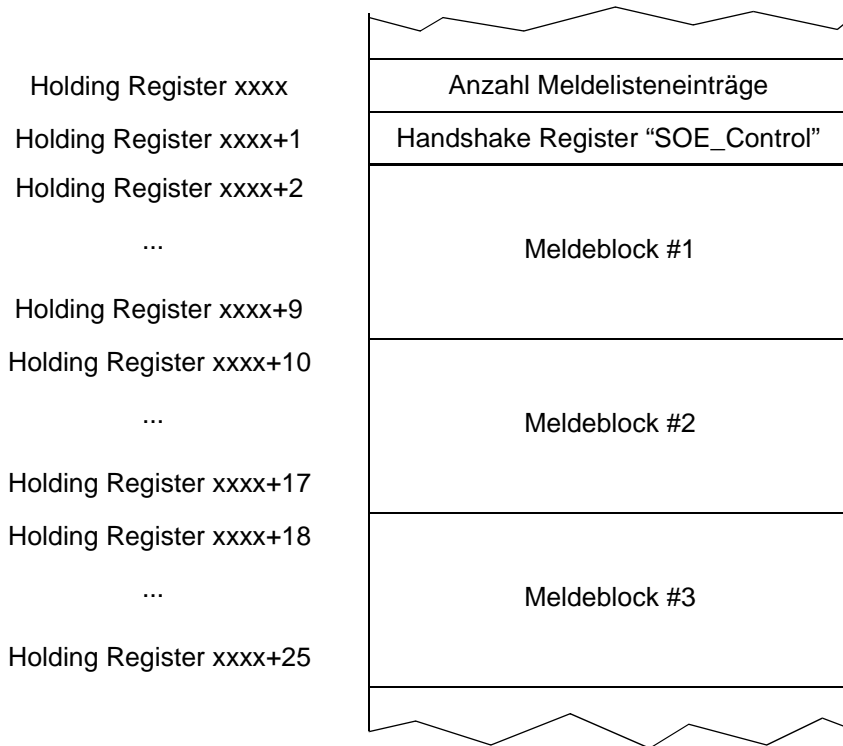 Holding Register xxxx
Anzahl Meldelisteneinträge
Holding Register xxxx+1
Handshake Register “SOE_Control”
Holding Register xxxx+2
...
Meldeblock #1
Holding Register xxxx+9
Holding Register xxxx+10
...
Meldeblock #2
Holding Register xxxx+17
Holding Register xxxx+18
...
Meldeblock #3
Holding Register xxxx+25